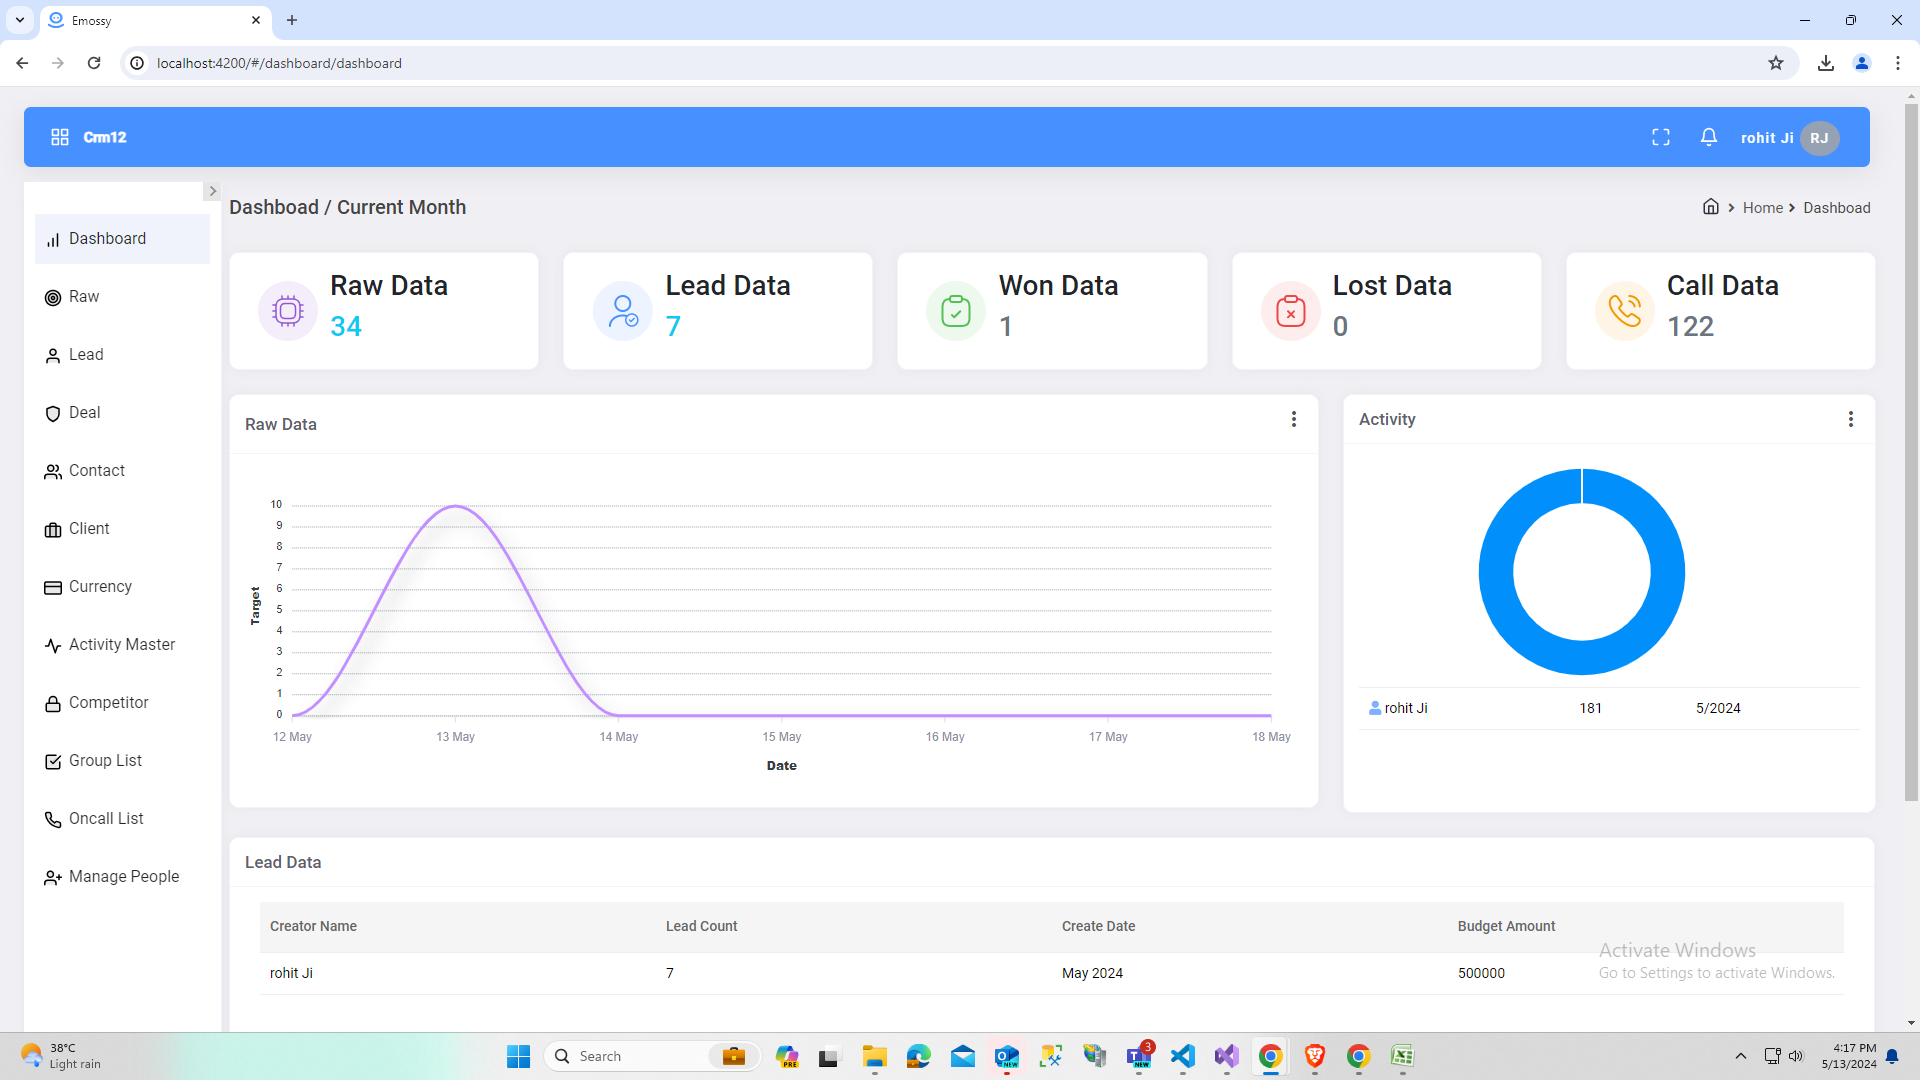 Emossy
localhost:4200/#/dashboard/dashboard
Crm12
rohit Ji RJ
Dashboad / Current Month
Home Dashboad
Dashboard
Raw
Lead
Deal
Contact
Client
Currency
Activity Master
Competitor
Group List
Oncall List
Manage People
Raw Data
34
Lead Data
7
Won Data
1
Lost Data
0
Call Data
122
Raw Data
10
9
8
7
6
5
4
3
2
1
0
Target
12 May 13 May 14 May 15 May 16 May 17 May 18 May
Date
Activity
rohit Ji 181 5/2024
Lead Data
Creator Name Lead Count Create Date Budget Amount
rohit Ji 7 May 2024 500000
Activate Windows
Go to Settings to activate Windows.
38°C
Light rain
Search
PRE
NEW
3
NEW
4:17 PM
5/13/2024